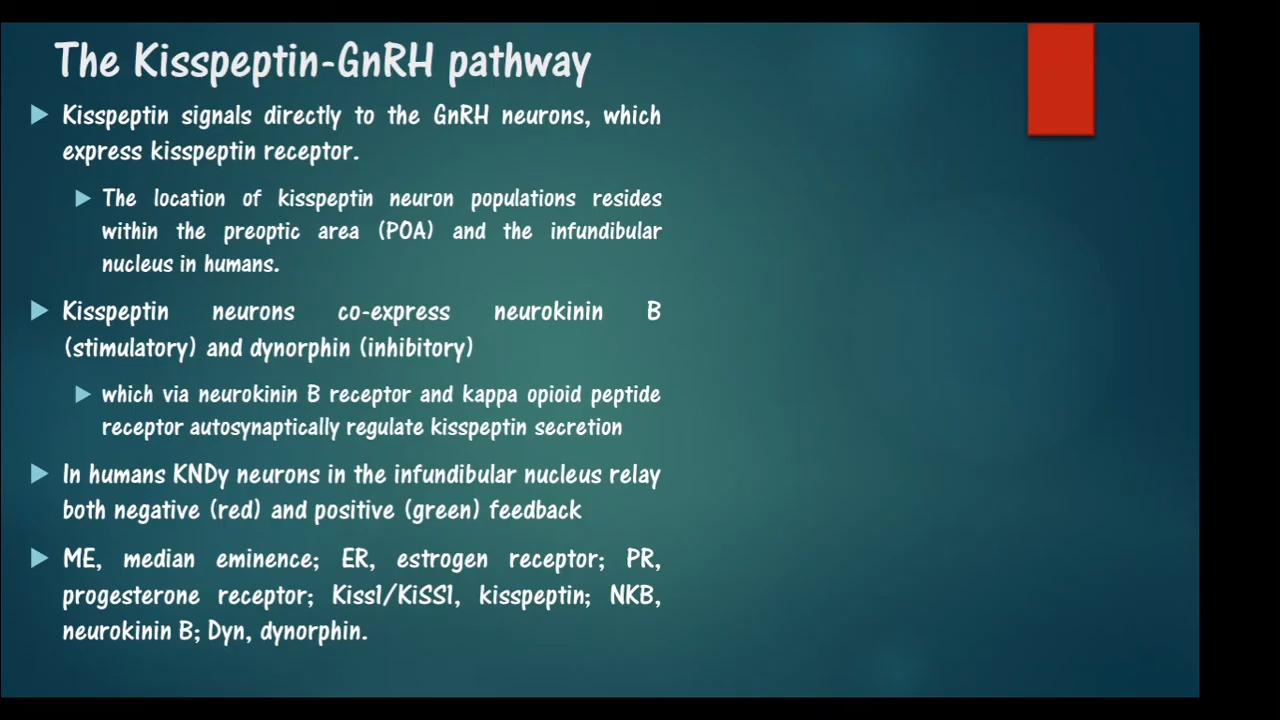 The Kisspeptin-GnRH pathway
Kisspeptin signals directly to the GnRH neurons, which
express kisspeptin receptor.
The location of kisspeptin neuron populations resides
within the preoptic area (POA) and the infundibular
nucleus in humans.
Kisspeptin neurons co-express neurokinin B
(stimulatory) and dynorphin (inhibitory)
which via neurokinin B receptor and kappa opioid peptide
receptor autosynaptically regulate kisspeptin secretion
In humans KNDy neurons in the infundibular nucleus relay
both negative (red) and positive (green) feedback
ME, median eminence; ER, estrogen receptor; PR,
progesterone receptor; Kiss1/KiSS1, kisspeptin; NKB,
neurokinin B; Dyn, dynorphin.